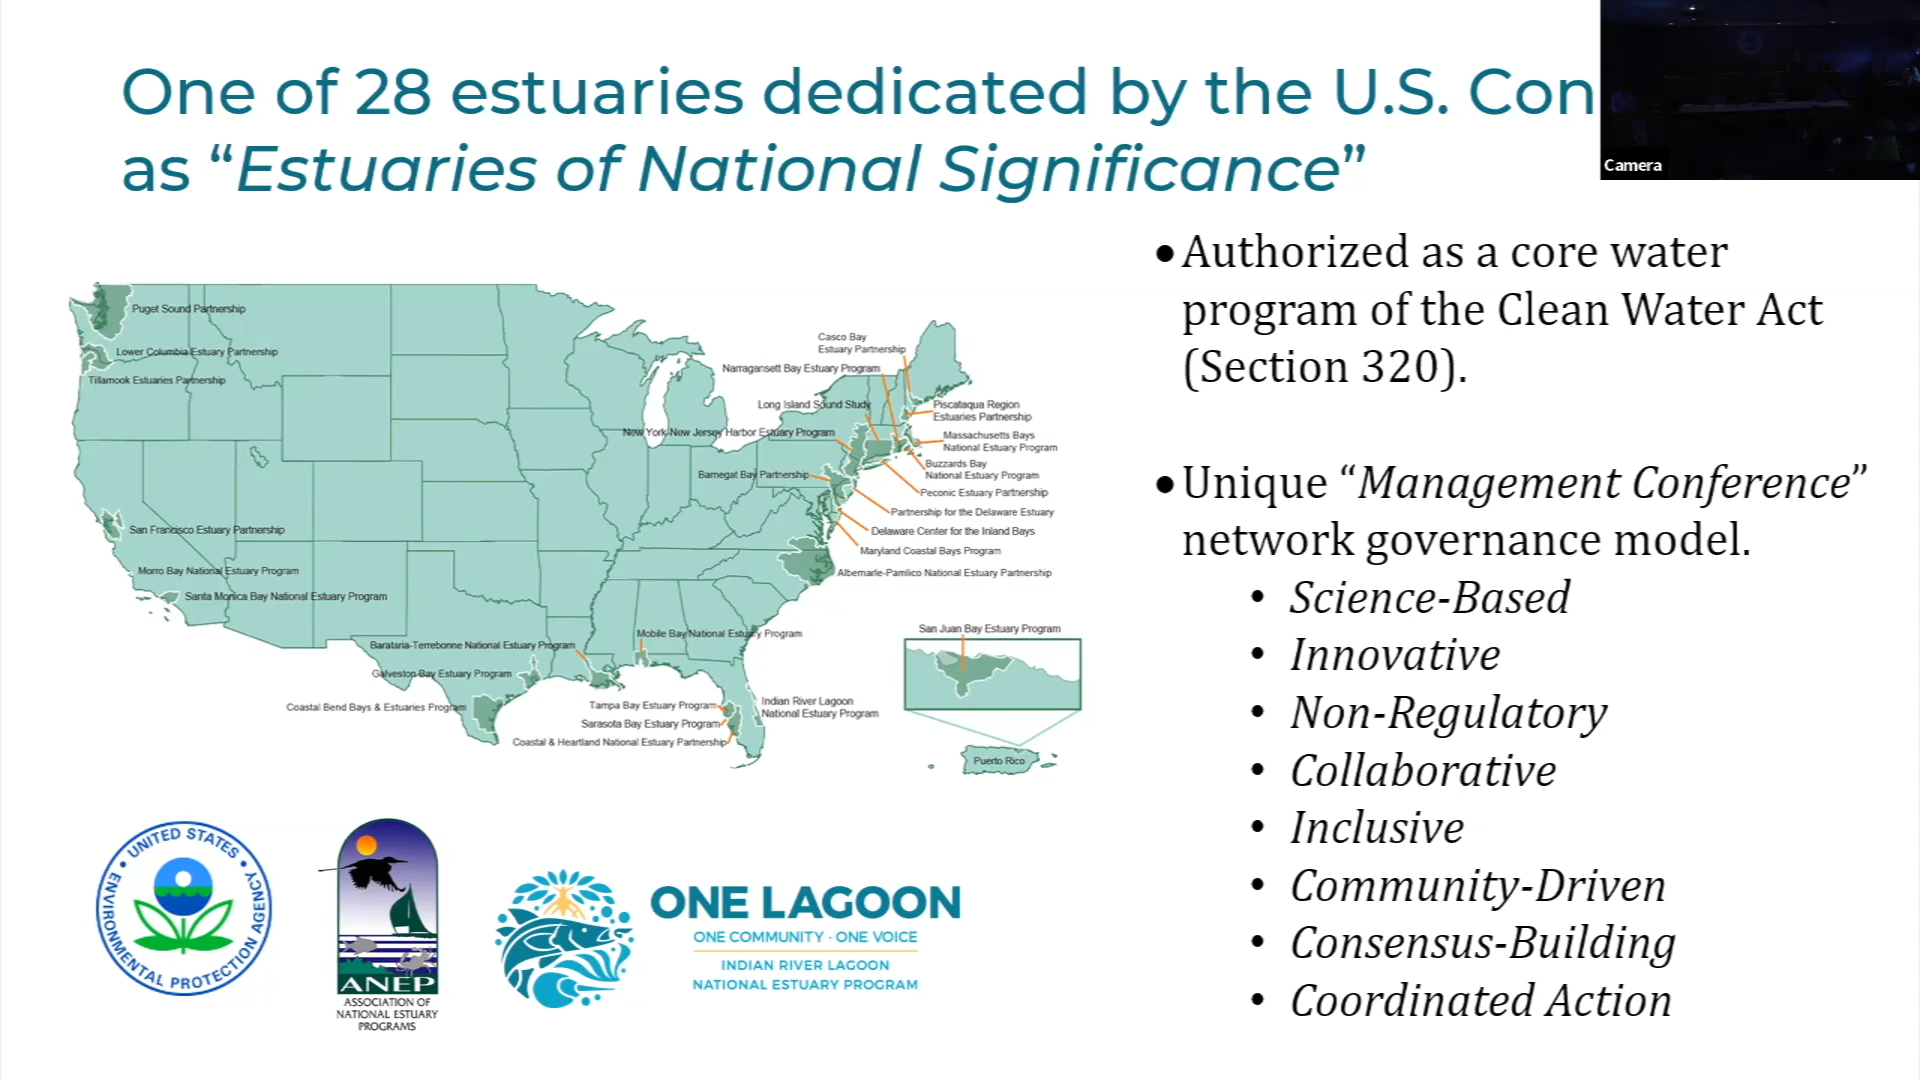 One of 28 estuaries dedicated by the U.S. Con
as “Estuaries of National Significance”
Camera
Puget Sound Partnership
Lower Columbia Estuary Partnership
Tillamook Estuaries Partnership
San Francisco Estuary Partnership
Morro Bay National Estuary Program
Santa Monica Bay National Estuary Program
Casco Bay
Estuary Partnership
Narragansett Bay Estuary Program
Long Island Sound Study
New York-New Jersey Harbor Estuary Program
Barnegat Bay Partnership
Piscataqua Region
Estuaries Partnership
Massachusetts Bays
National Estuary Program
Buzzards Bay
National Estuary Program
Peconic Estuary Partnership
Partnership for the Delaware Estuary
Delaware Center for the Inland Bays
Maryland Coastal Bays Program
Albemarle-Pamlico National Estuary Partnership
Mobile Bay National Estuary Program
Barataria-Terrebonne National Estuary Program
Galveston Bay Estuary Program
Coastal Bend Bays & Estuaries Program
Tampa Bay Estuary Program
Sarasota Bay Estuary Program
Coastal & Heartland National Estuary Partnership
Indian River Lagoon
National Estuary Program
San Juan Bay Estuary Program
Puerto Rico
•Authorized as a core water
program of the Clean Water Act
(Section 320).
•Unique “Management Conference”
network governance model.
• Science-Based
• Innovative
• Non-Regulatory
• Collaborative
• Inclusive
• Community-Driven
• Consensus-Building
• Coordinated Action
UNITED STATES
ENVIRONMENTAL PROTECTION AGENCY
ANEP
ASSOCIATION OF
NATIONAL ESTUARY
PROGRAMS
ONE LAGOON
ONE COMMUNITY · ONE VOICE
INDIAN RIVER LAGOON
NATIONAL ESTUARY PROGRAM